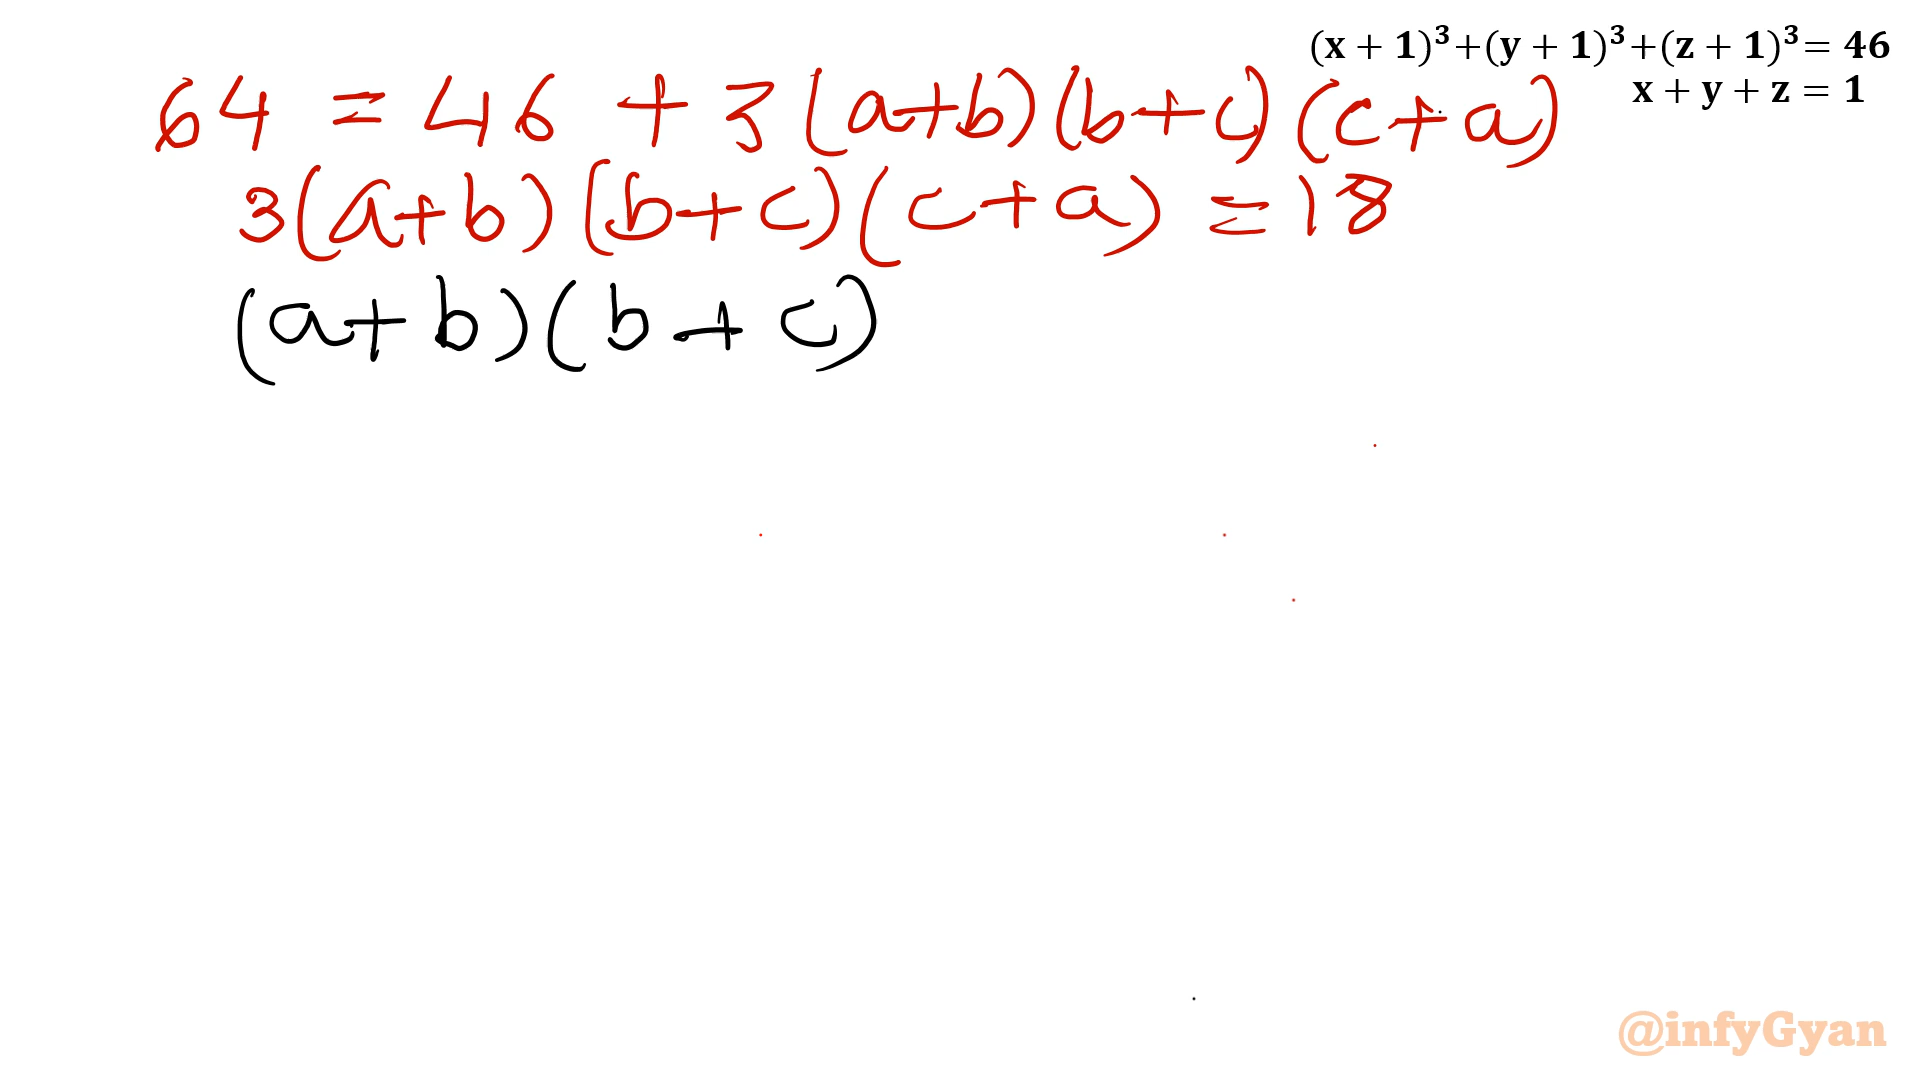 (x + 1)³+(y + 1)³+(z + 1)³= 46
x + y + z = 1
64 = 46 + 3(a+b)(b+c)(c+a)
3(a+b)(b+c)(c+a) = 18
(a+b)(b+c)
@infyGyan